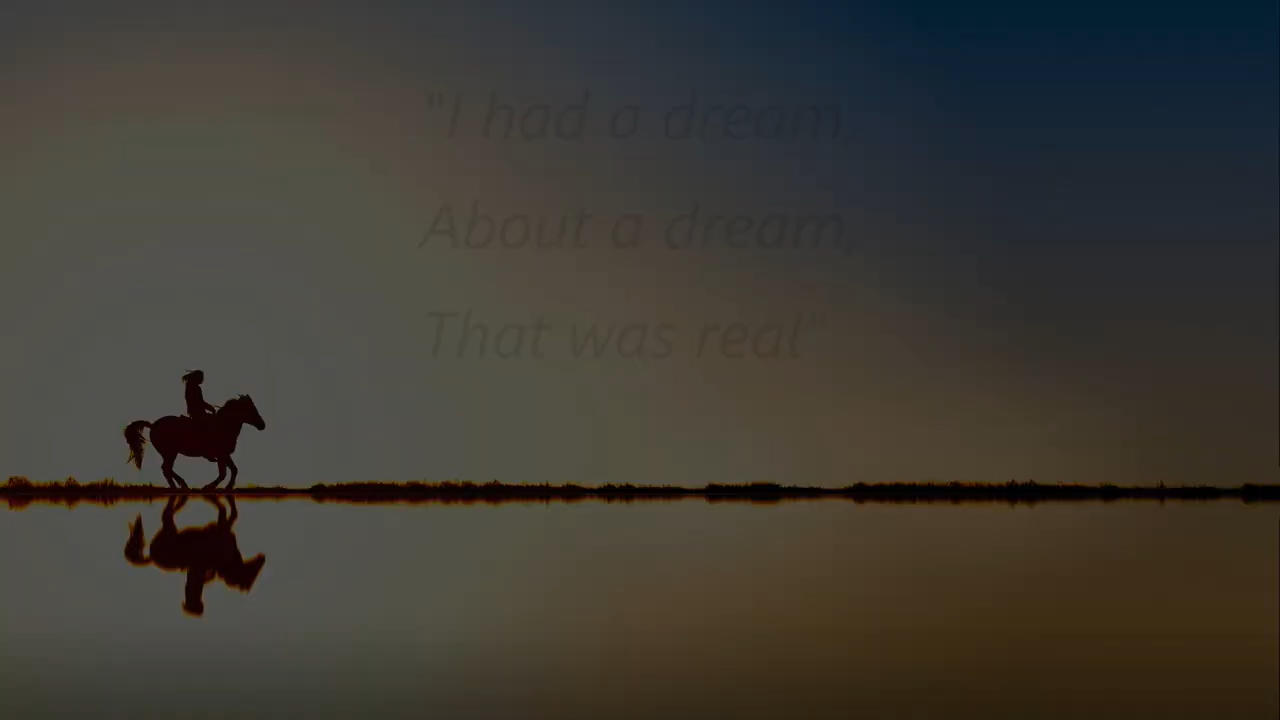 "I had a dream,
About a dream,
That was real"